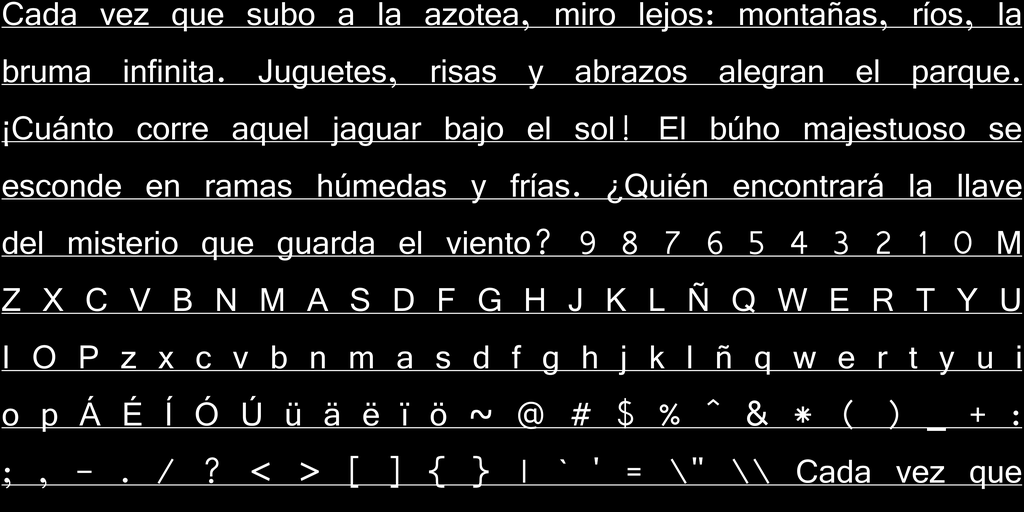 Cada vez que subo a la azotea, miro lejos: montañas, ríos, la
bruma infinita. Juguetes, risas y abrazos alegran el parque.
¡Cuánto corre aquel jaguar bajo el sol! El búho majestuoso se
esconde en ramas húmedas y frías. ¿Quién encontrará la llave
del misterio que guarda el viento? 9 8 7 6 5 4 3 2 1 0 M
Z X C V B N M A S D F G H J K L Ñ Q W E R T Y U
I O P z x c v b n m a s d f g h j k l ñ q w e r t y u i
o p Á É Í Ó Ú ü ä ë ï ö ~ @ # $ % ^ & * ( ) _ + :
; , - . / ? < > [ ] { } | ` ' = \" \\ Cada vez que